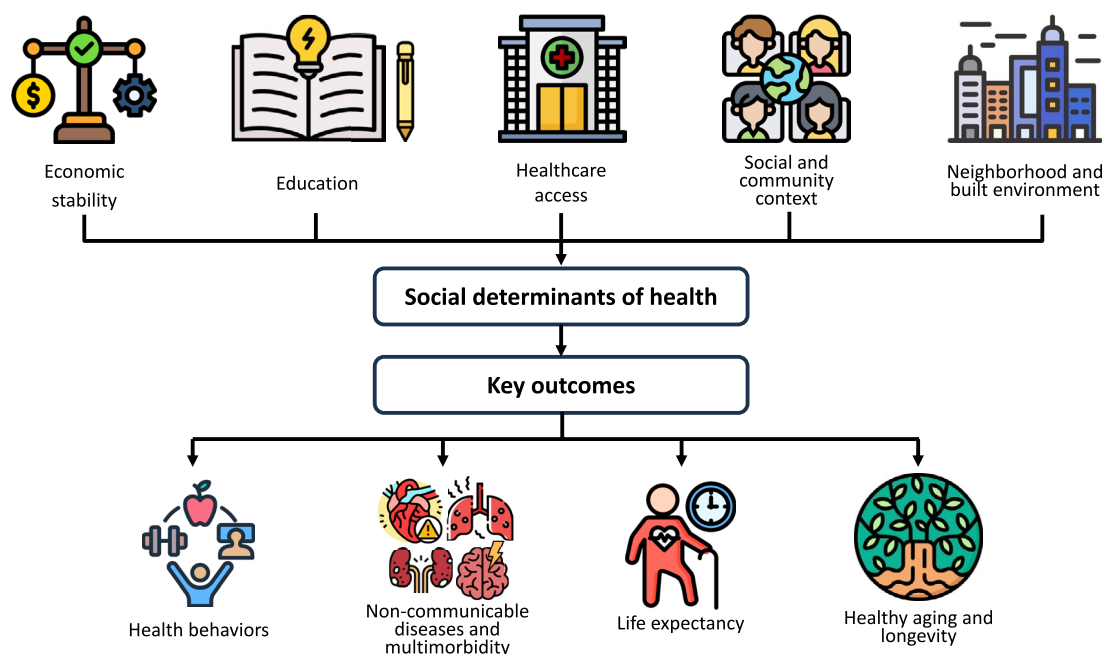 $
Economic
stability
Education
Healthcare
access
Social and
community
context
Neighborhood and
built environment
Social determinants of health
Key outcomes
Health behaviors
Non-communicable
diseases and
multimorbidity
Life expectancy
Healthy aging and
longevity